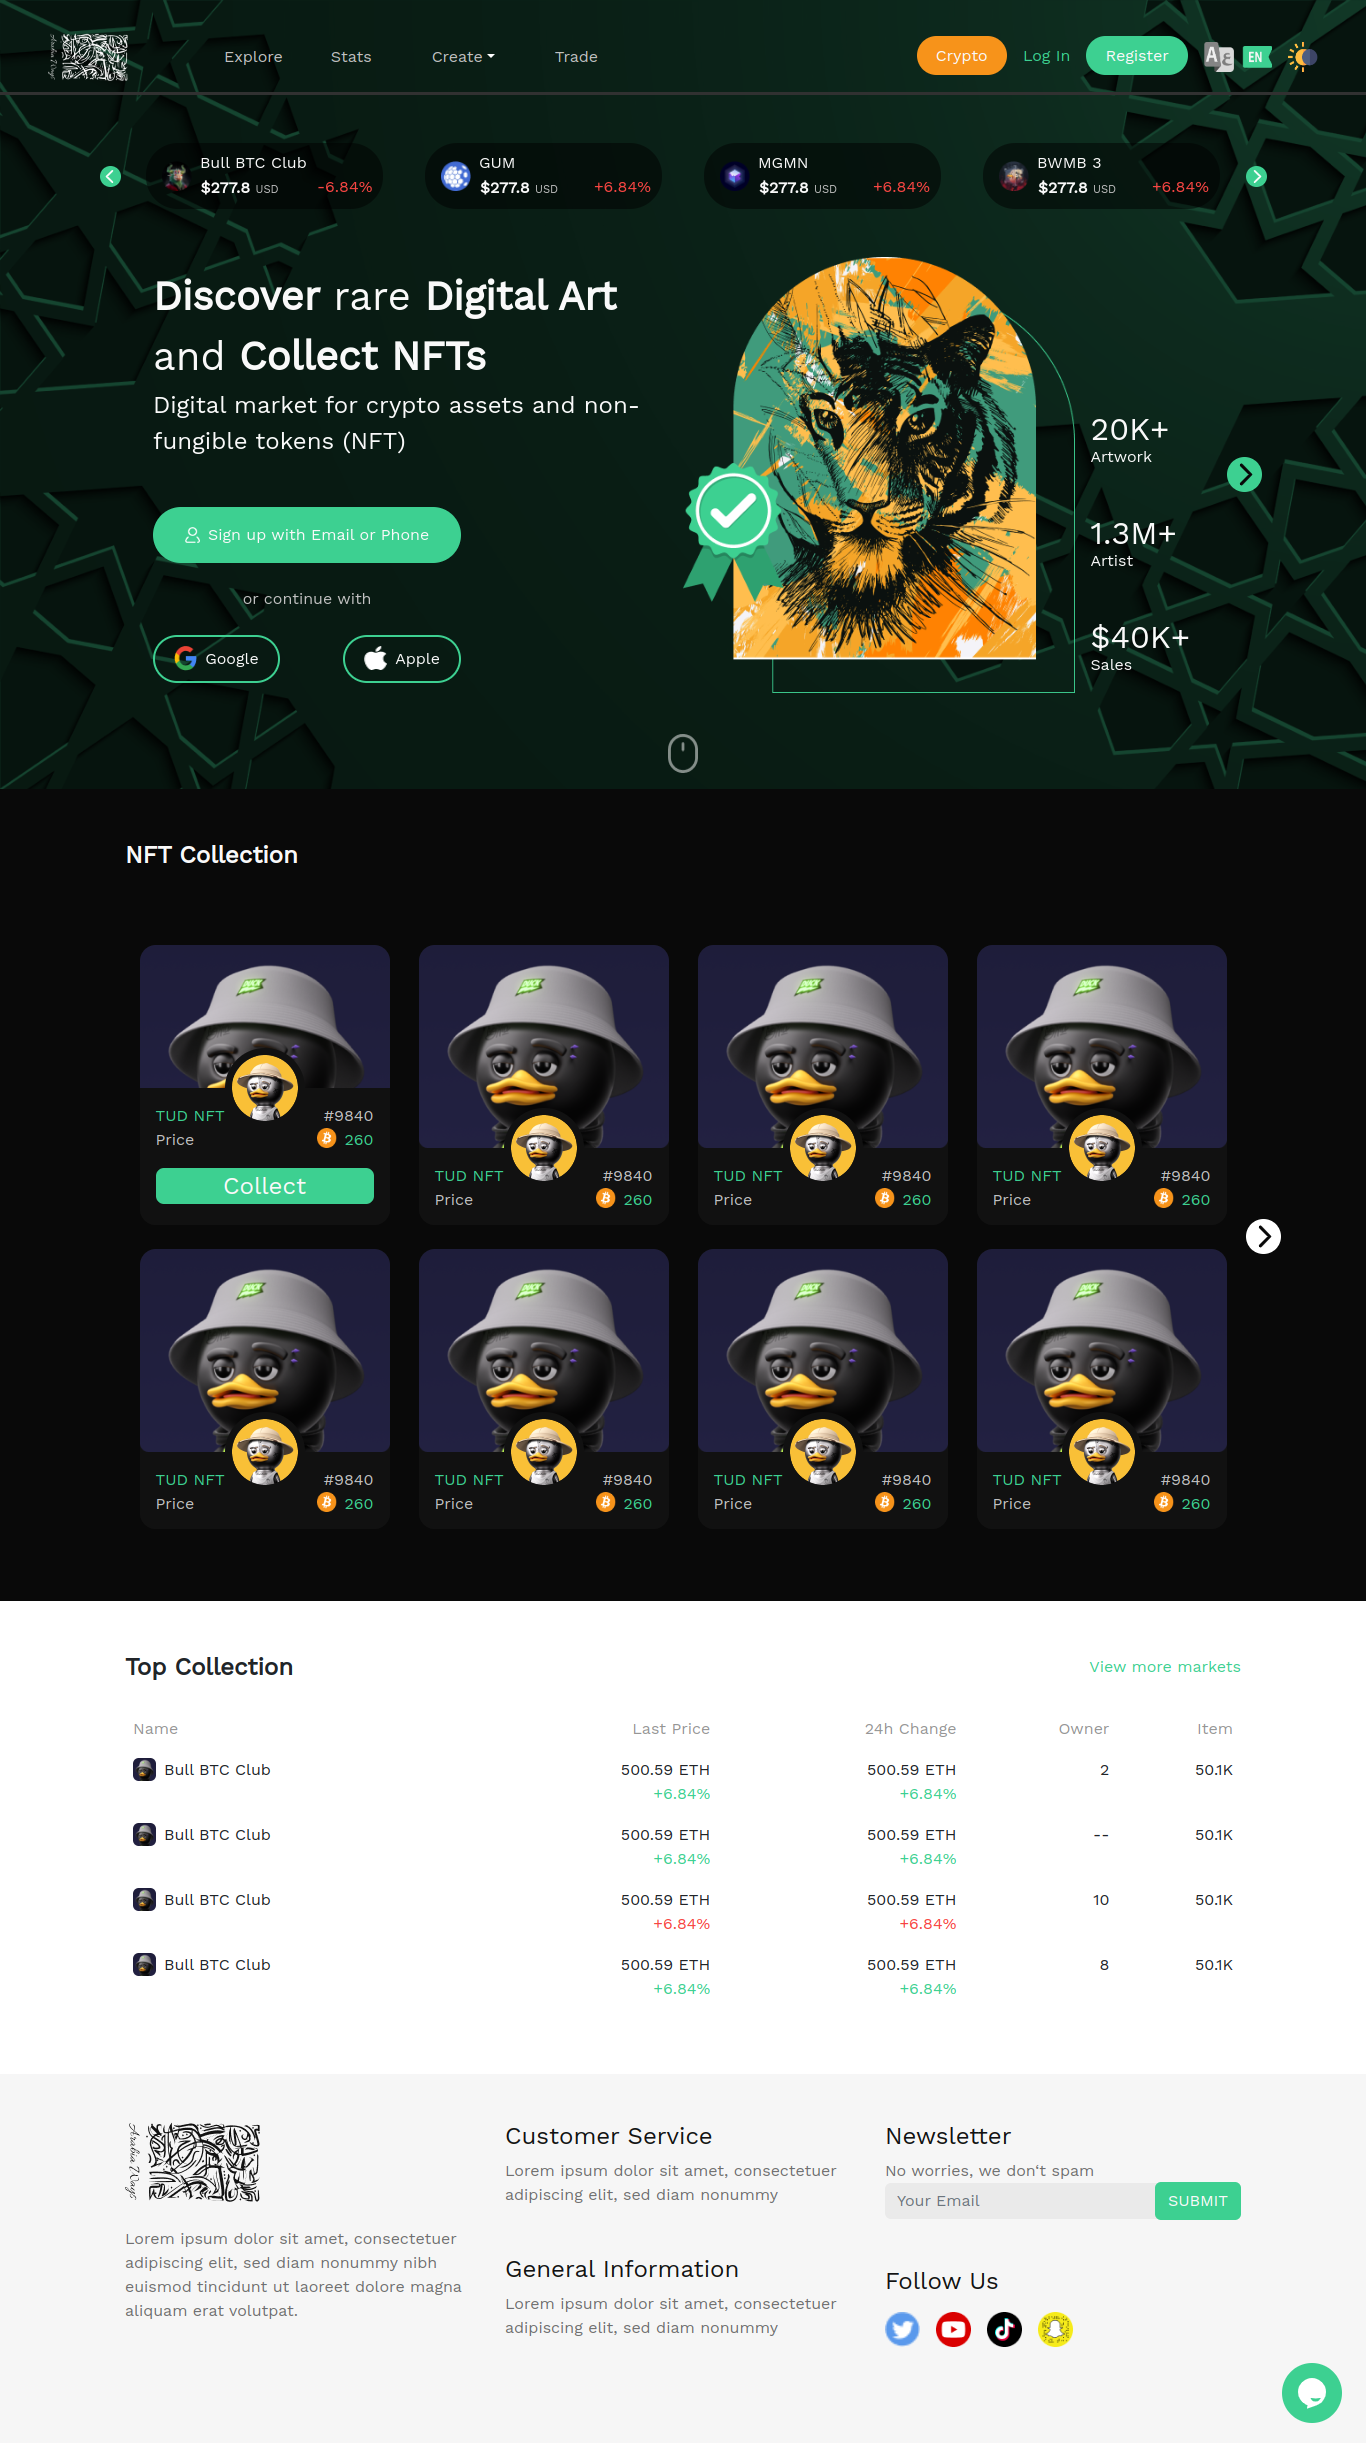 Arabia Ways
Explore
Stats
Create
Trade
Crypto
Log In
Register
EN
Bull BTC Club
$277.8 USD
-6.84%
GUM
$277.8 USD
+6.84%
MGMN
$277.8 USD
+6.84%
BWMB 3
$277.8 USD
+6.84%
Discover rare Digital Art
and Collect NFTs
Digital market for crypto assets and non-
fungible tokens (NFT)
Sign up with Email or Phone
or continue with
Google
Apple
20K+
Artwork
1.3M+
Artist
$40K+
Sales
NFT Collection
TUD NFT
#9840
Price
260
Collect
TUD NFT
#9840
Price
260
TUD NFT
#9840
Price
260
TUD NFT
#9840
Price
260
TUD NFT
#9840
Price
260
TUD NFT
#9840
Price
260
TUD NFT
#9840
Price
260
TUD NFT
#9840
Price
260
Top Collection
View more markets
Name Last Price 24h Change Owner Item
Bull BTC Club 500.59 ETH 500.59 ETH 2 50.1K
+6.84% +6.84%
Bull BTC Club 500.59 ETH 500.59 ETH -- 50.1K
+6.84% +6.84%
Bull BTC Club 500.59 ETH 500.59 ETH 10 50.1K
+6.84% +6.84%
Bull BTC Club 500.59 ETH 500.59 ETH 8 50.1K
+6.84% +6.84%
Arabia Ways
Lorem ipsum dolor sit amet, consectetuer
adipiscing elit, sed diam nonummy nibh
euismod tincidunt ut laoreet dolore magna
aliquam erat volutpat.
Customer Service
Lorem ipsum dolor sit amet, consectetuer
adipiscing elit, sed diam nonummy
General Information
Lorem ipsum dolor sit amet, consectetuer
adipiscing elit, sed diam nonummy
Newsletter
No worries, we don‘t spam
Your Email
SUBMIT
Follow Us